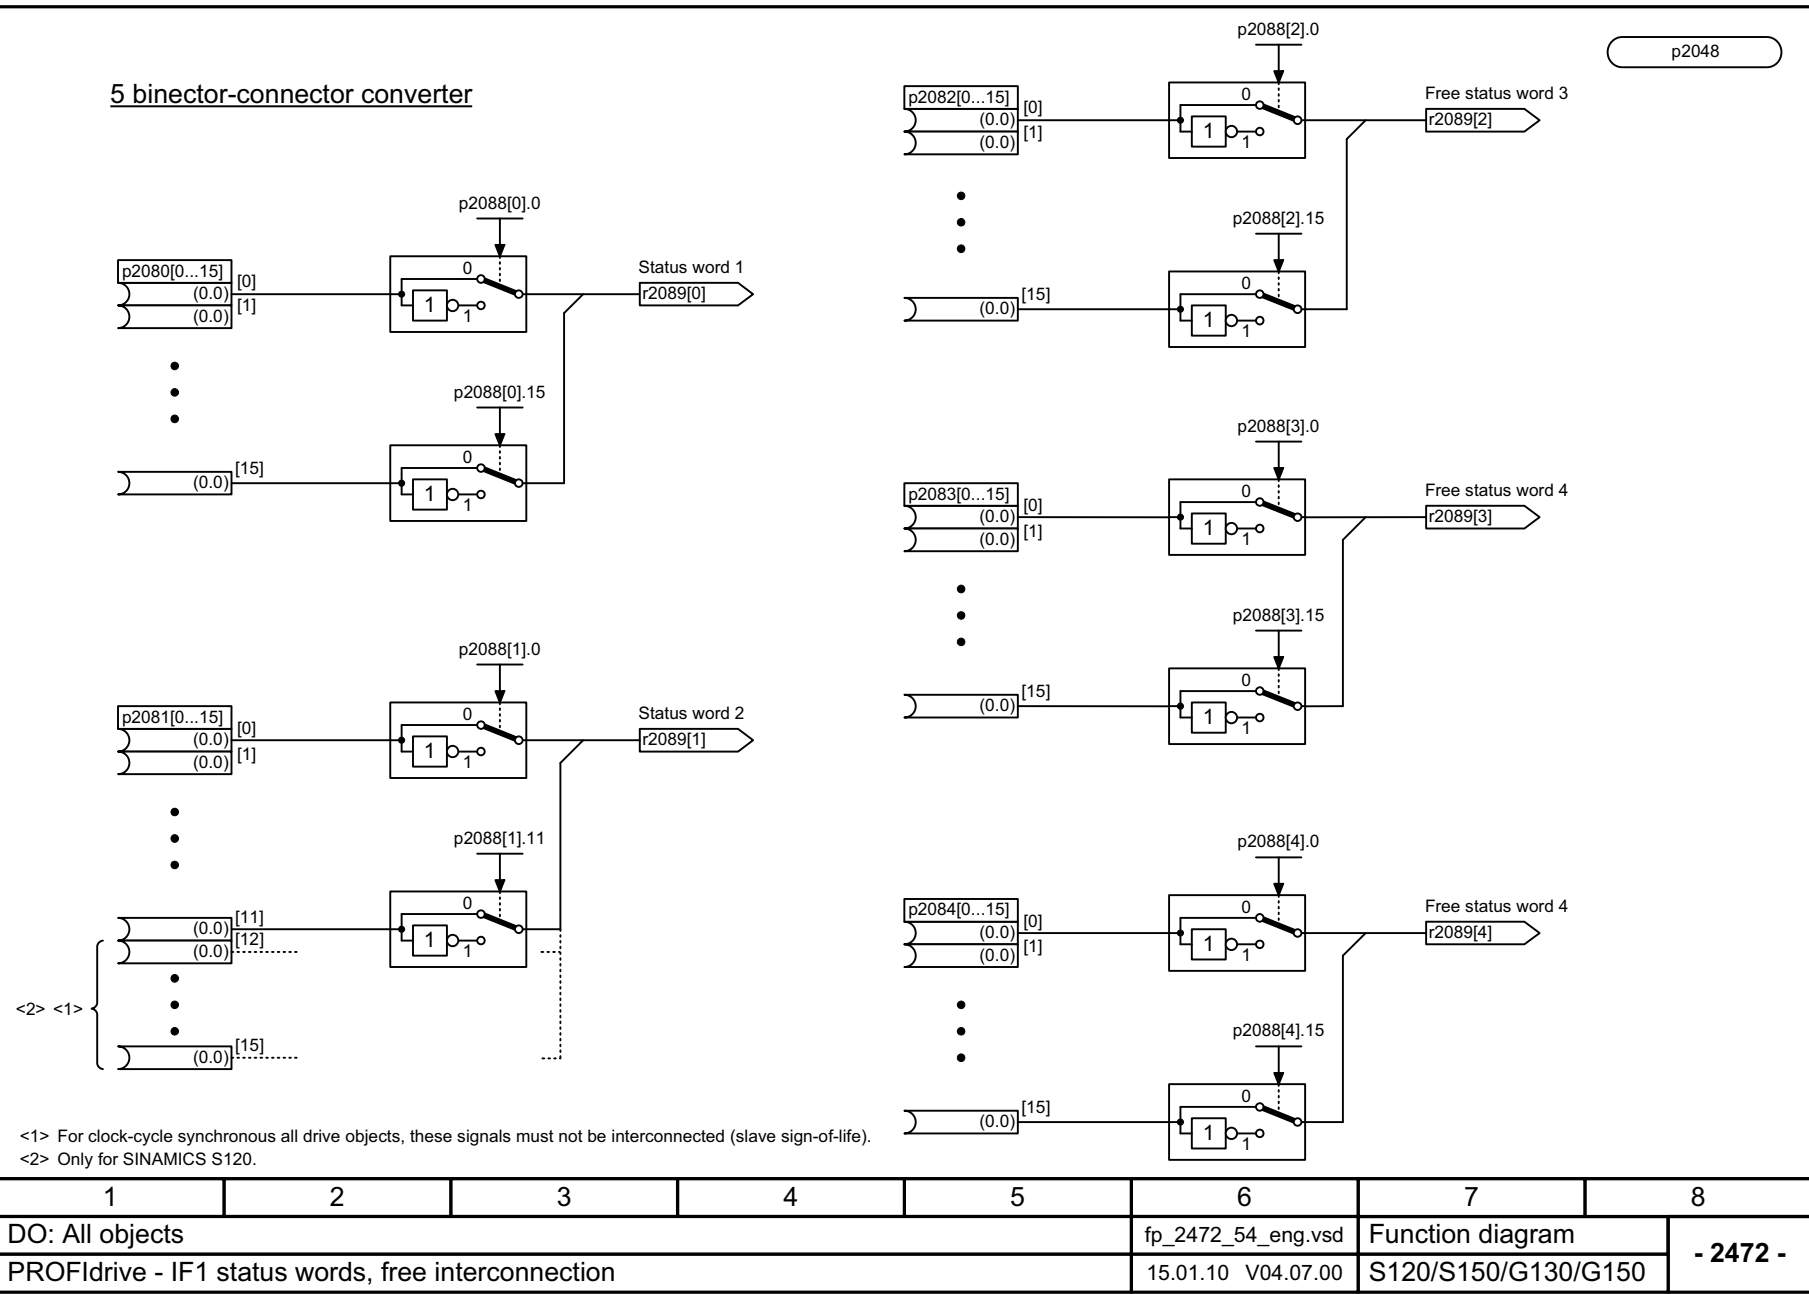 5 binector-connector converter
p2048
p2088[0].0
p2080[0...15]
[0]
(0.0)
[1]
(0.0)
0
1
1
Status word 1
r2089[0]
p2088[0].15
[15]
(0.0)
0
1
1
p2088[1].0
p2081[0...15]
[0]
(0.0)
[1]
(0.0)
0
1
1
Status word 2
r2089[1]
p2088[1].11
[11]
(0.0)
[12]
(0.0)
0
1
1
<2> <1>
[15]
(0.0)
p2088[2].0
p2082[0...15]
[0]
(0.0)
[1]
(0.0)
0
1
1
Free status word 3
r2089[2]
p2088[2].15
[15]
(0.0)
0
1
1
p2088[3].0
p2083[0...15]
[0]
(0.0)
[1]
(0.0)
0
1
1
Free status word 4
r2089[3]
p2088[3].15
[15]
(0.0)
0
1
1
p2088[4].0
p2084[0...15]
[0]
(0.0)
[1]
(0.0)
0
1
1
Free status word 4
r2089[4]
p2088[4].15
[15]
(0.0)
0
1
1
<1> For clock-cycle synchronous all drive objects, these signals must not be interconnected (slave sign-of-life).
<2> Only for SINAMICS S120.
1 2 3 4 5 6 7 8
DO: All objects
fp_2472_54_eng.vsd
Function diagram
- 2472 -
PROFIdrive - IF1 status words, free interconnection
15.01.10 V04.07.00
S120/S150/G130/G150